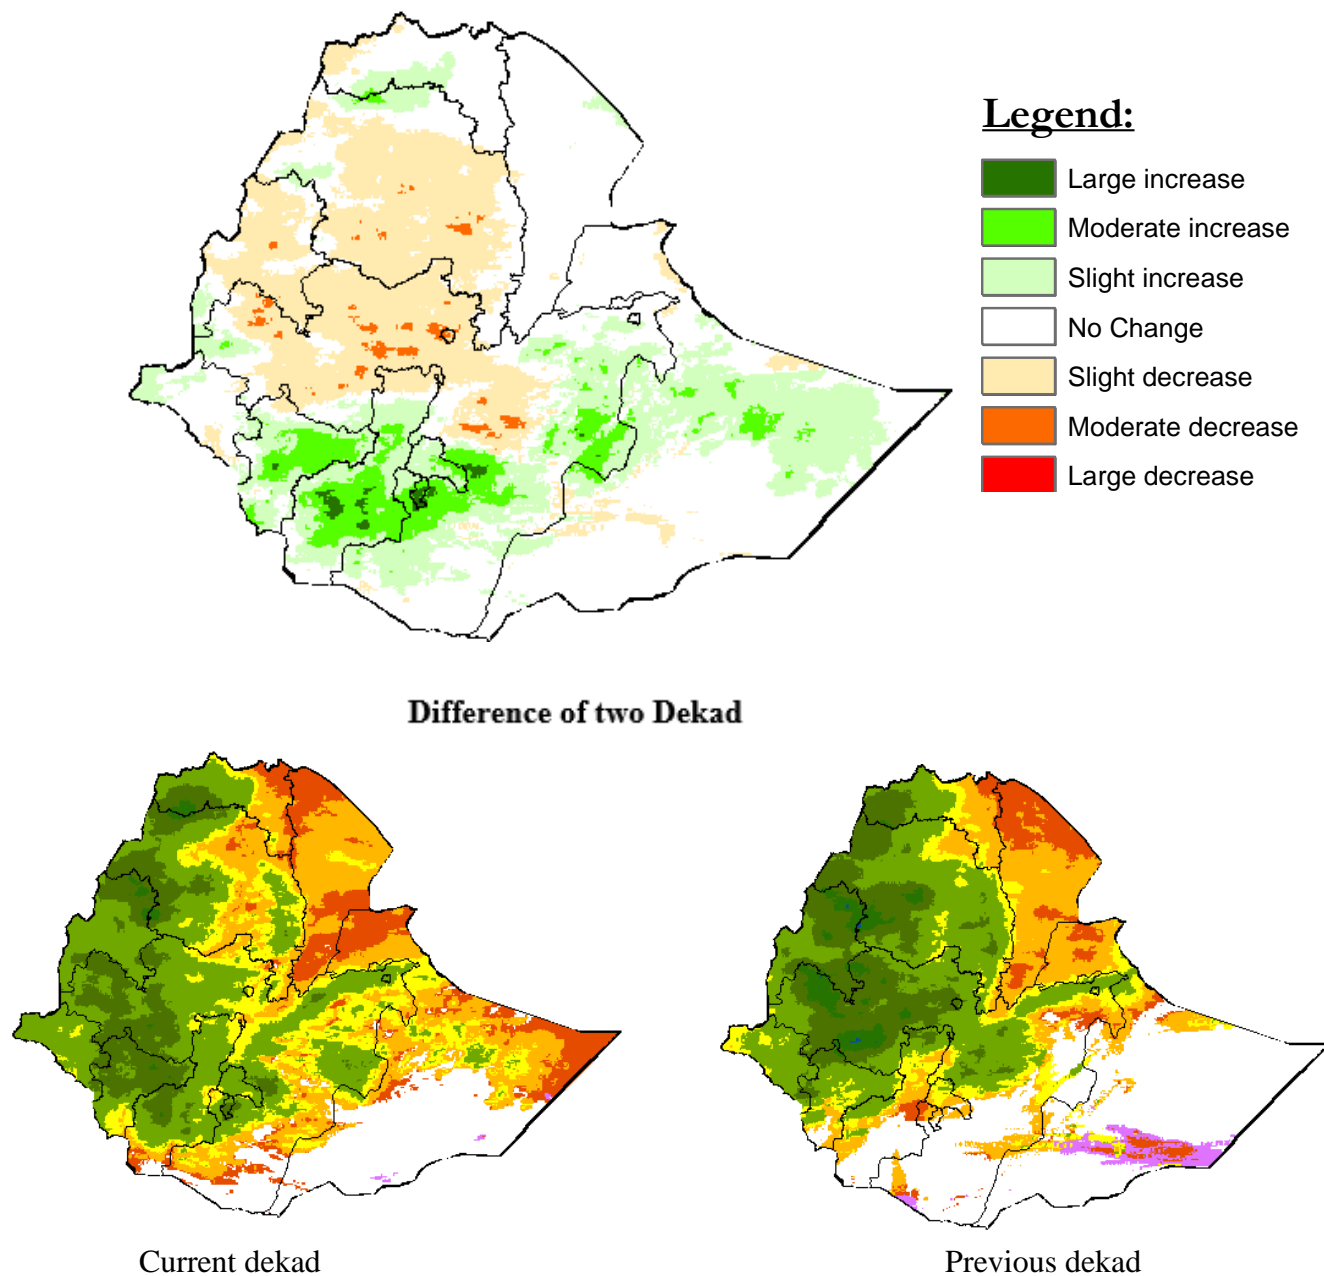 Legend:
Large increase
Moderate increase
Slight increase
No Change
Slight decrease
Moderate decrease
Large decrease
Difference of two Dekad
Current dekad
Previous dekad